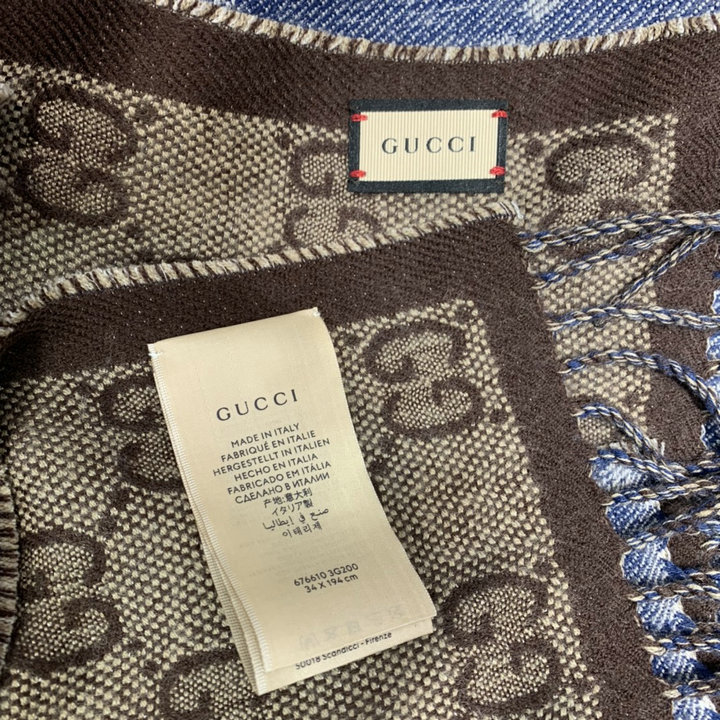 GUCCI
GUCCI
MADE IN ITALY
FABRIQUÉ EN ITALIE
HERGESTELLT IN ITALIEN
HECHO EN ITALIA
FABRICADO EM ITÁLIA
СДЕЛАНО В ИТАЛИИ
产地:意大利
イタリア製
صنع في إيطاليا
이태리제
676610 3G200
34 X 194 cm
50018 Scandicci - Firenze